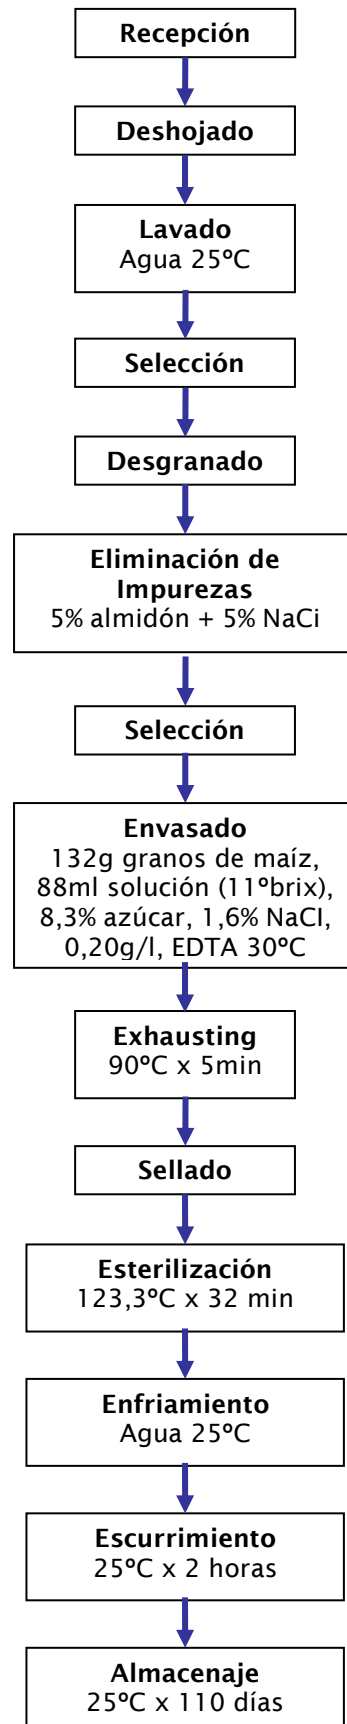 Recepción
Deshojado
Lavado
Agua 25ºC
Selección
Desgranado
Eliminación de
Impurezas
5% almidón + 5% NaCi
Selección
Envasado
132g granos de maíz,
88ml solución (11ºbrix),
8,3% azúcar, 1,6% NaCI,
0,20g/l, EDTA 30ºC
Exhausting
90ºC x 5min
Sellado
Esterilización
123,3ºC x 32 min
Enfriamiento
Agua 25ºC
Escurrimiento
25ºC x 2 horas
Almacenaje
25ºC x 110 días